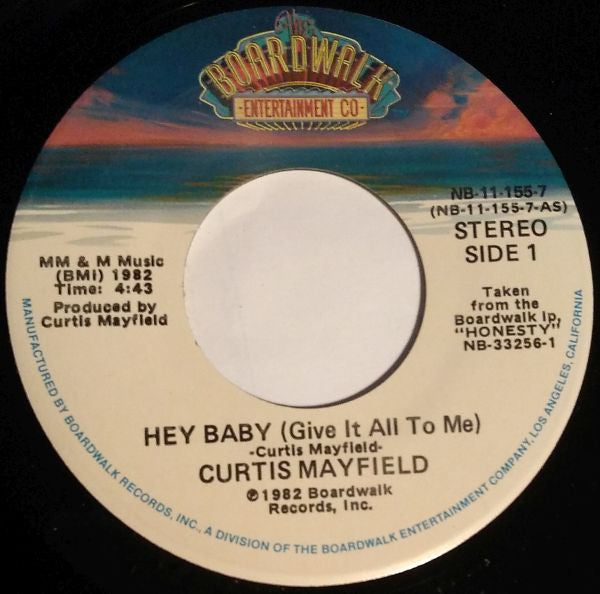 The
BOARDWALK
-ENTERTAINMENT CO-
NB-11-155-7
(NB-11-155-7-AS)
STEREO
SIDE 1
MM & M Music
(BMI) 1982
Time: 4:43
Produced by
Curtis Mayfield
Taken
from the
Boardwalk lp,
"HONESTY"
NB-33256-1
HEY BABY (Give It All To Me)
-Curtis Mayfield-
CURTIS MAYFIELD
℗1982 Boardwalk
Records, Inc.
MANUFACTURED BY BOARDWALK RECORDS, INC., A DIVISION OF THE BOARDWALK ENTERTAINMENT COMPANY, LOS ANGELES, CALIFORNIA